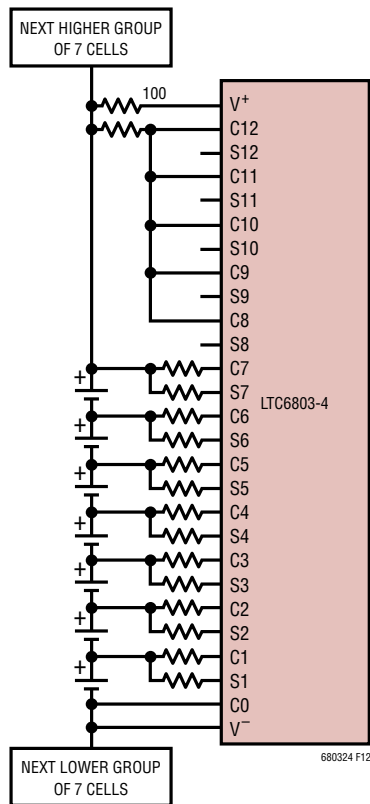 NEXT HIGHER GROUP
OF 7 CELLS
100
V+
C12
S12
C11
S11
C10
S10
C9
S9
C8
S8
C7
S7
C6
S6
C5
S5
C4
S4
C3
S3
C2
S2
C1
S1
C0
V−
LTC6803-4
+
+
+
+
+
+
+
NEXT LOWER GROUP
OF 7 CELLS
680324 F12